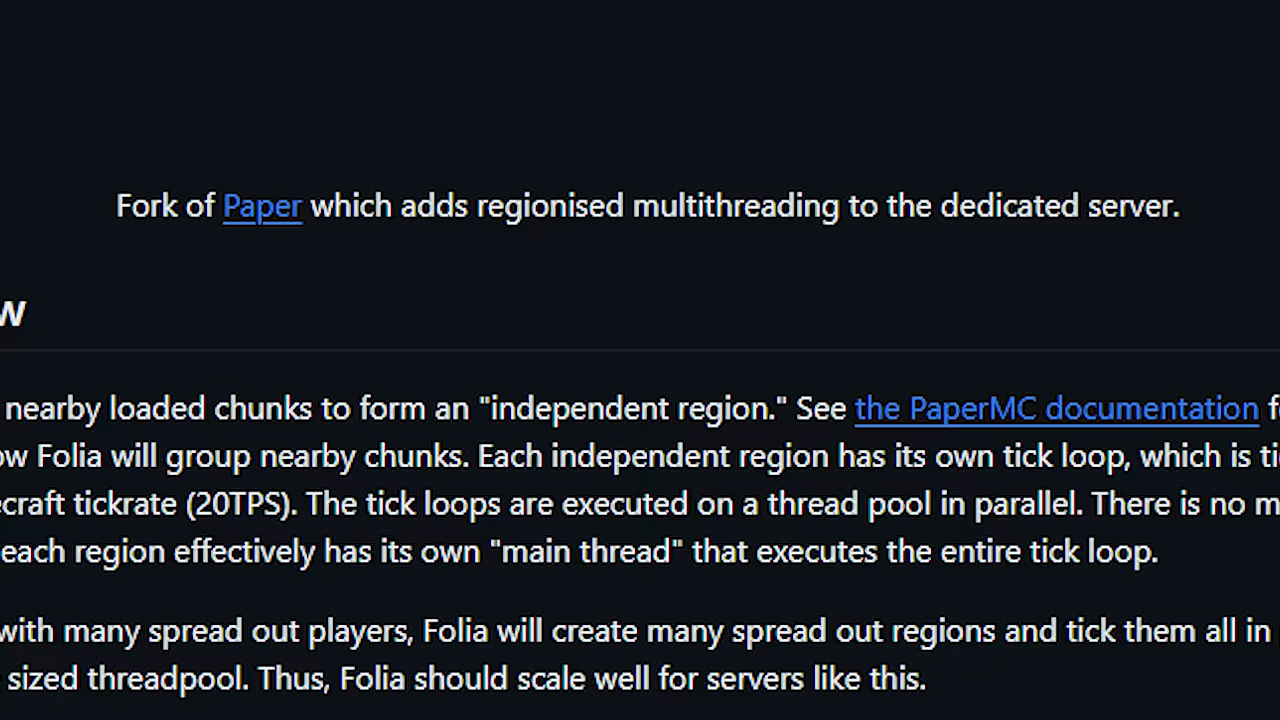 Fork of Paper which adds regionised multithreading to the dedicated server.
w
nearby loaded chunks to form an "independent region." See the PaperMC documentation
ow Folia will group nearby chunks. Each independent region has its own tick loop, which is
ecraft tickrate (20TPS). The tick loops are executed on a thread pool in parallel. There is no
each region effectively has its own "main thread" that executes the entire tick loop.
with many spread out players, Folia will create many spread out regions and tick them all in
sized threadpool. Thus, Folia should scale well for servers like this.